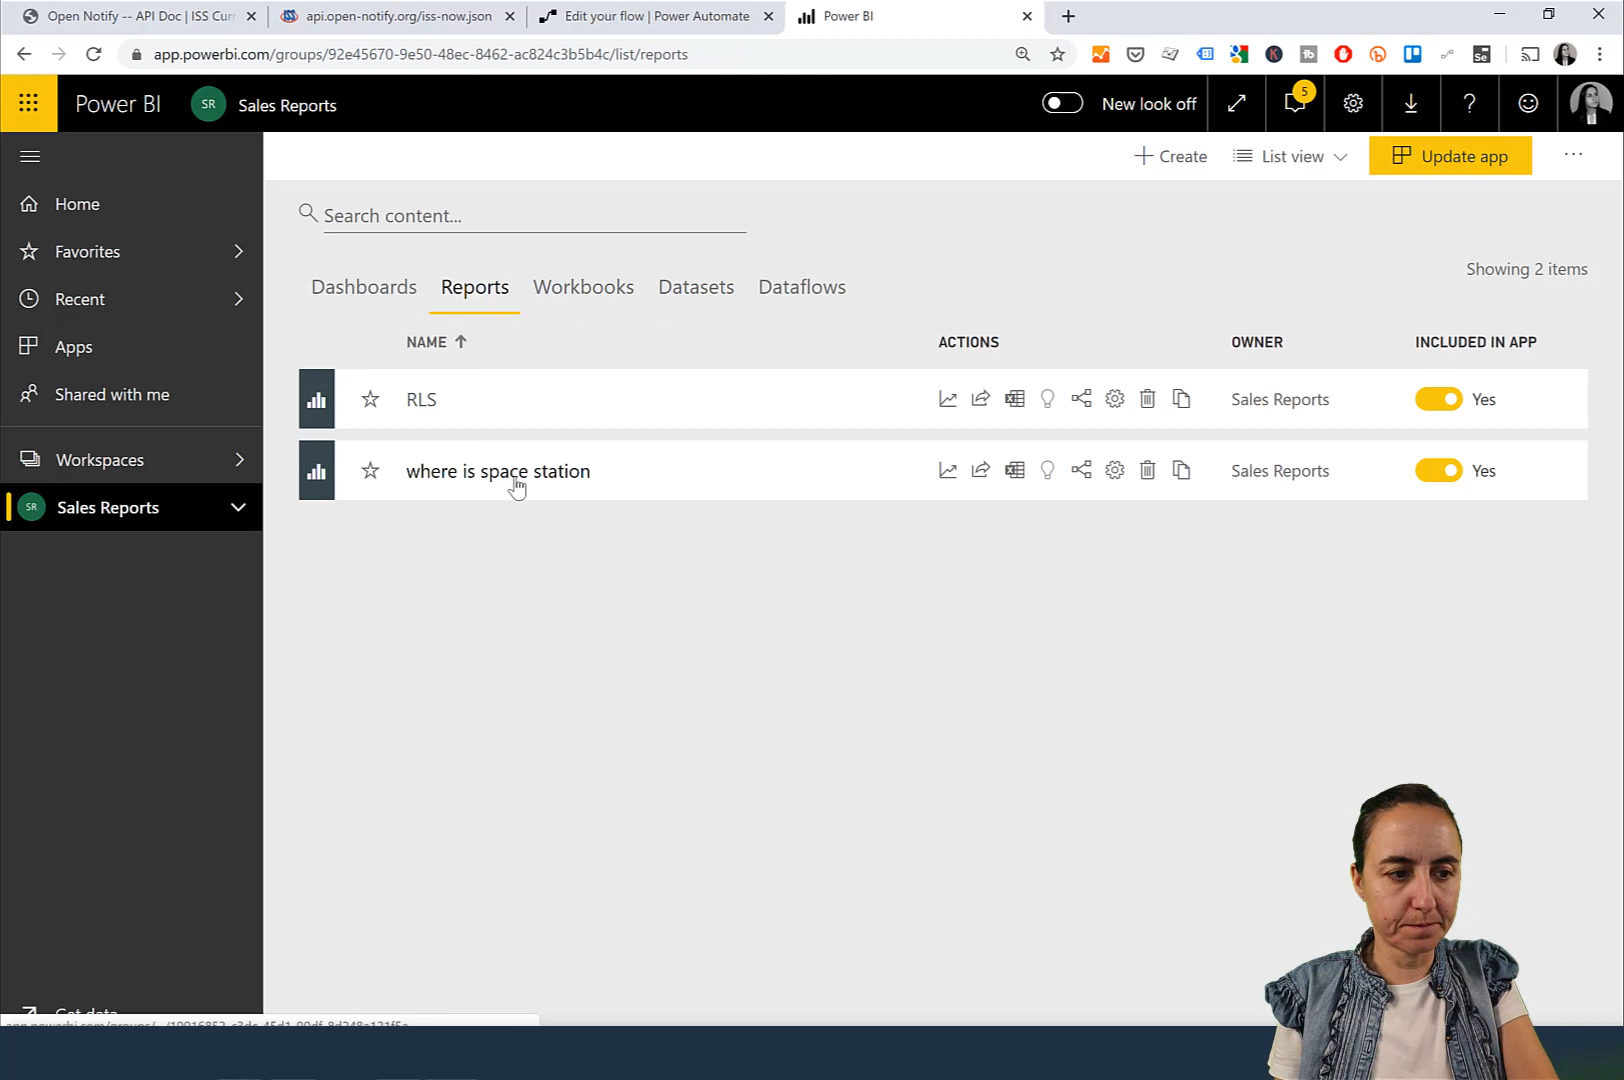 Open Notify -- API Doc | ISS Cur
api.open-notify.org/iss-now.json
Edit your flow | Power Automate
Power BI
app.powerbi.com/groups/92e45670-9e50-48ec-8462-ac824c3b5b4c/list/reports
Power BI
SR
Sales Reports
New look off
5
?
Create
List view
Update app
Home
Favorites
Recent
Apps
Shared with me
Workspaces
SR
Sales Reports
Search content...
Showing 2 items
Dashboards
Reports
Workbooks
Datasets
Dataflows
NAME
ACTIONS
OWNER
INCLUDED IN APP
RLS
Sales Reports
Yes
where is space station
Sales Reports
Yes
Get data